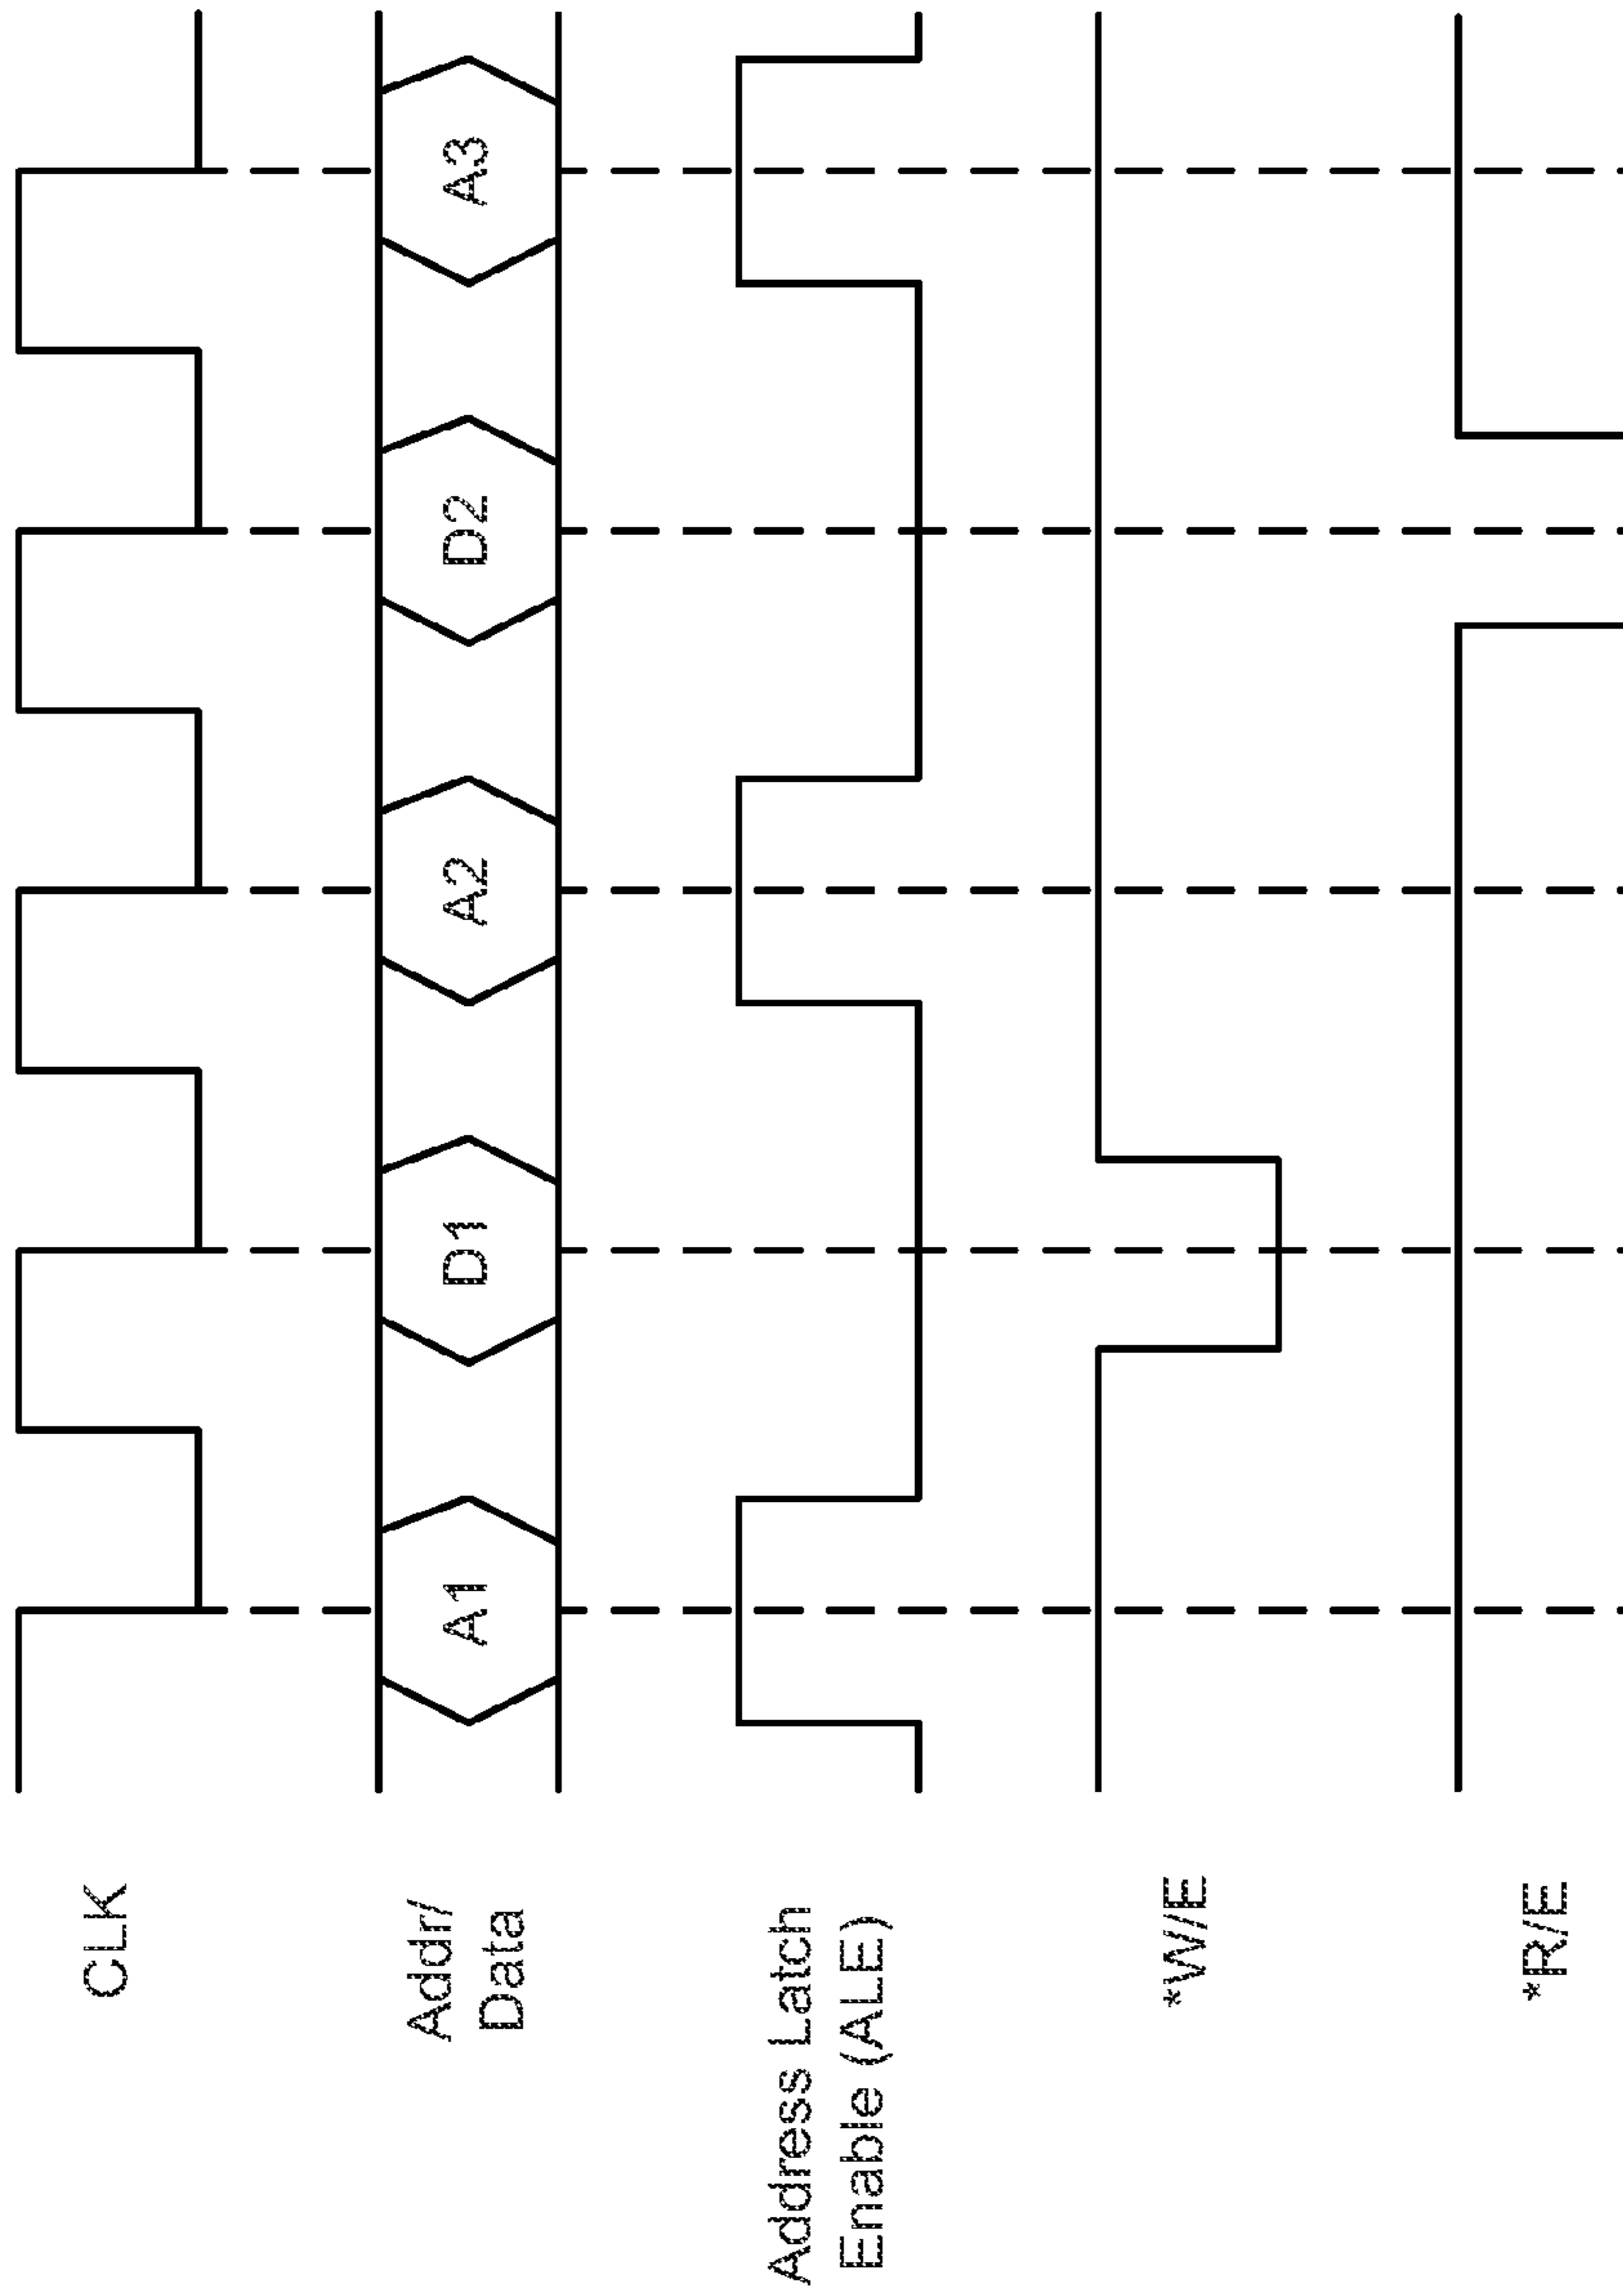 CLK
Addr/
Data
A1
D1
A2
D2
A3
Address Latch
Enable (ALE)
*W/E
*R/E